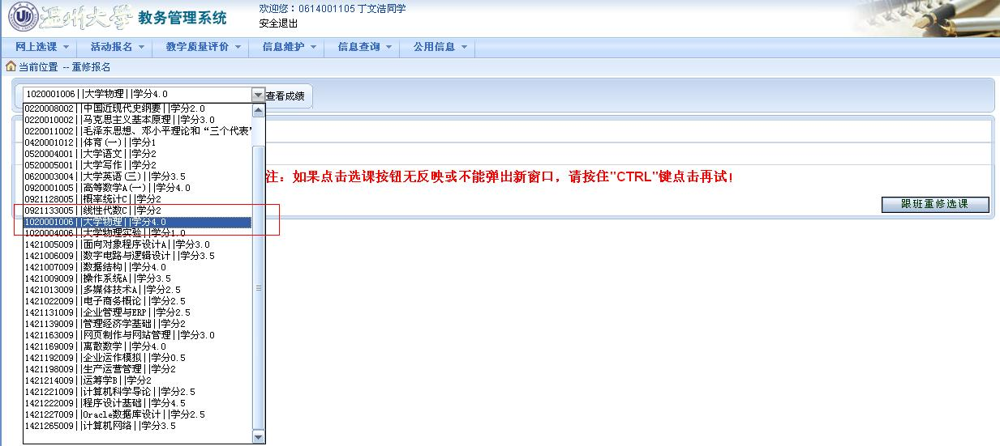 温州大学 教务管理系统
欢迎您：0614001105 丁文洁同学
安全退出
网上选课 活动报名 教学质量评价 信息维护 信息查询 公用信息
当前位置 -- 重修报名
1020001006||大学物理||学分4.0 查看成绩
0220008002||中国近现代史纲要||学分2.0
0220010002||马克思主义基本原理||学分3.0
0220011002||毛泽东思想、邓小平理论和“三个代表”
0420001012||体育(一)||学分1
0520004001||大学语文||学分2
0520005001||大学写作||学分2
0620003004||大学英语(三)||学分3.5
注：如果点击选课按钮无反映或不能弹出新窗口，请按住"CTRL"键点击再试!
0920001005||高等数学A(一)||学分4.0
0921128005||概率统计C||学分2
跟班重修选课
0921133005||线性代数C||学分2
1020001006||大学物理||学分4.0
1020004006||大学物理实验||学分1.0
1421005009||面向对象程序设计A||学分3.0
1421006009||数字电路与逻辑设计||学分3.5
1421007009||数据结构||学分4.0
1421009009||操作系统A||学分3.5
1421013009||多媒体技术A||学分2.5
1421022009||电子商务概论||学分2.5
1421131009||企业管理与ERP||学分2.5
1421139009||管理经济学基础||学分2
1421163009||网页制作与网站管理||学分3.0
1421169009||离散数学||学分4.0
1421192009||企业运作模拟||学分0.5
1421198009||生产运营管理||学分2
1421214009||运筹学B||学分2
1421221009||计算机科学导论||学分2.5
1421222009||程序设计基础||学分4.5
1421227009||Oracle数据库设计||学分2.5
1421265009||计算机网络||学分3.5